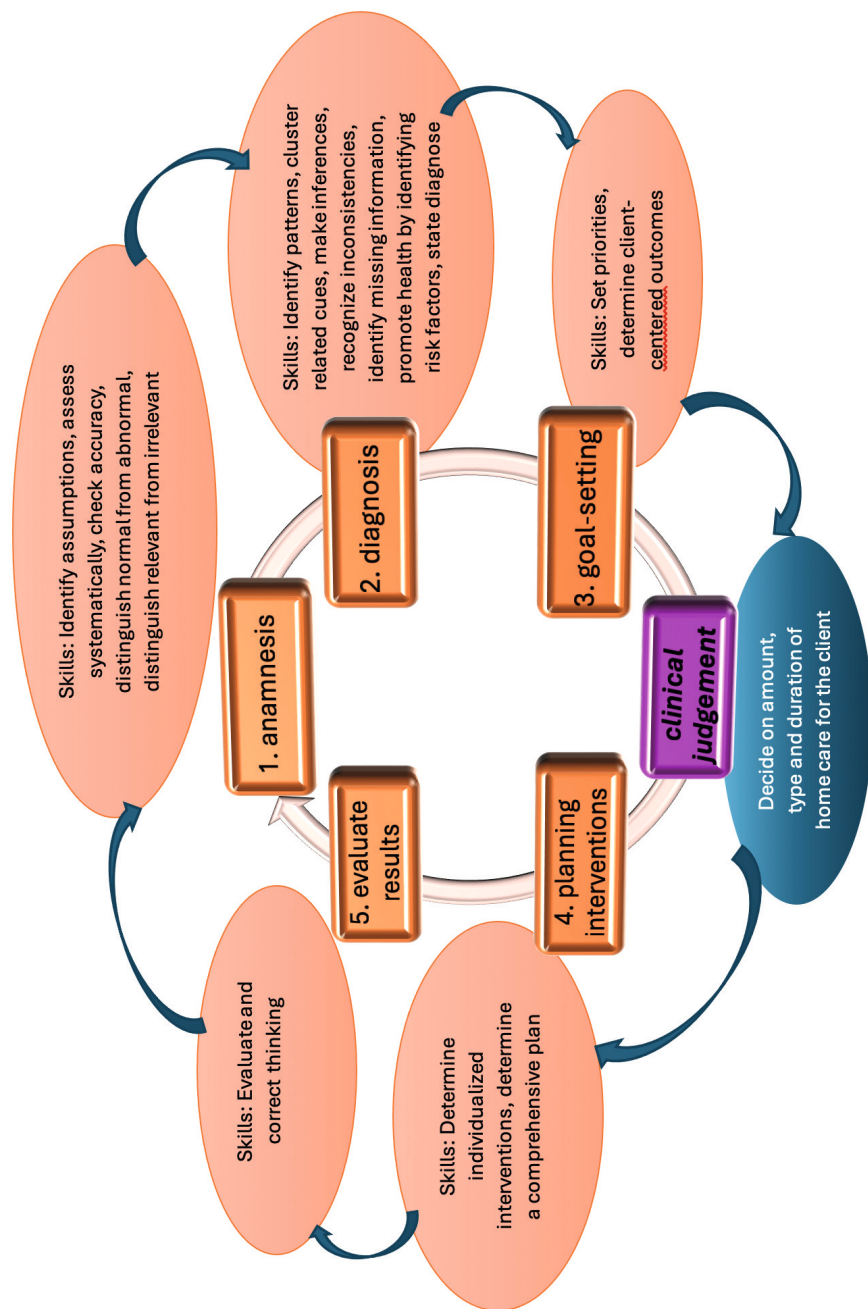 Skills: Identify assumptions, assess
systematically, check accuracy,
distinguish normal from abnormal,
distinguish relevant from irrelevant
1. anamnesis
Skills: Identify patterns, cluster
related cues, make inferences,
recognize inconsistencies,
identify missing information,
promote health by identifying
risk factors, state diagnose
2. diagnosis
Skills: Set priorities,
determine client-
centered outcomes
3. goal-setting
clinical
judgement
Decide on amount,
type and duration of
home care for the client
4. planning
interventions
Skills: Determine
individualized
interventions, determine
a comprehensive plan
5. evaluate
results
Skills: Evaluate and
correct thinking